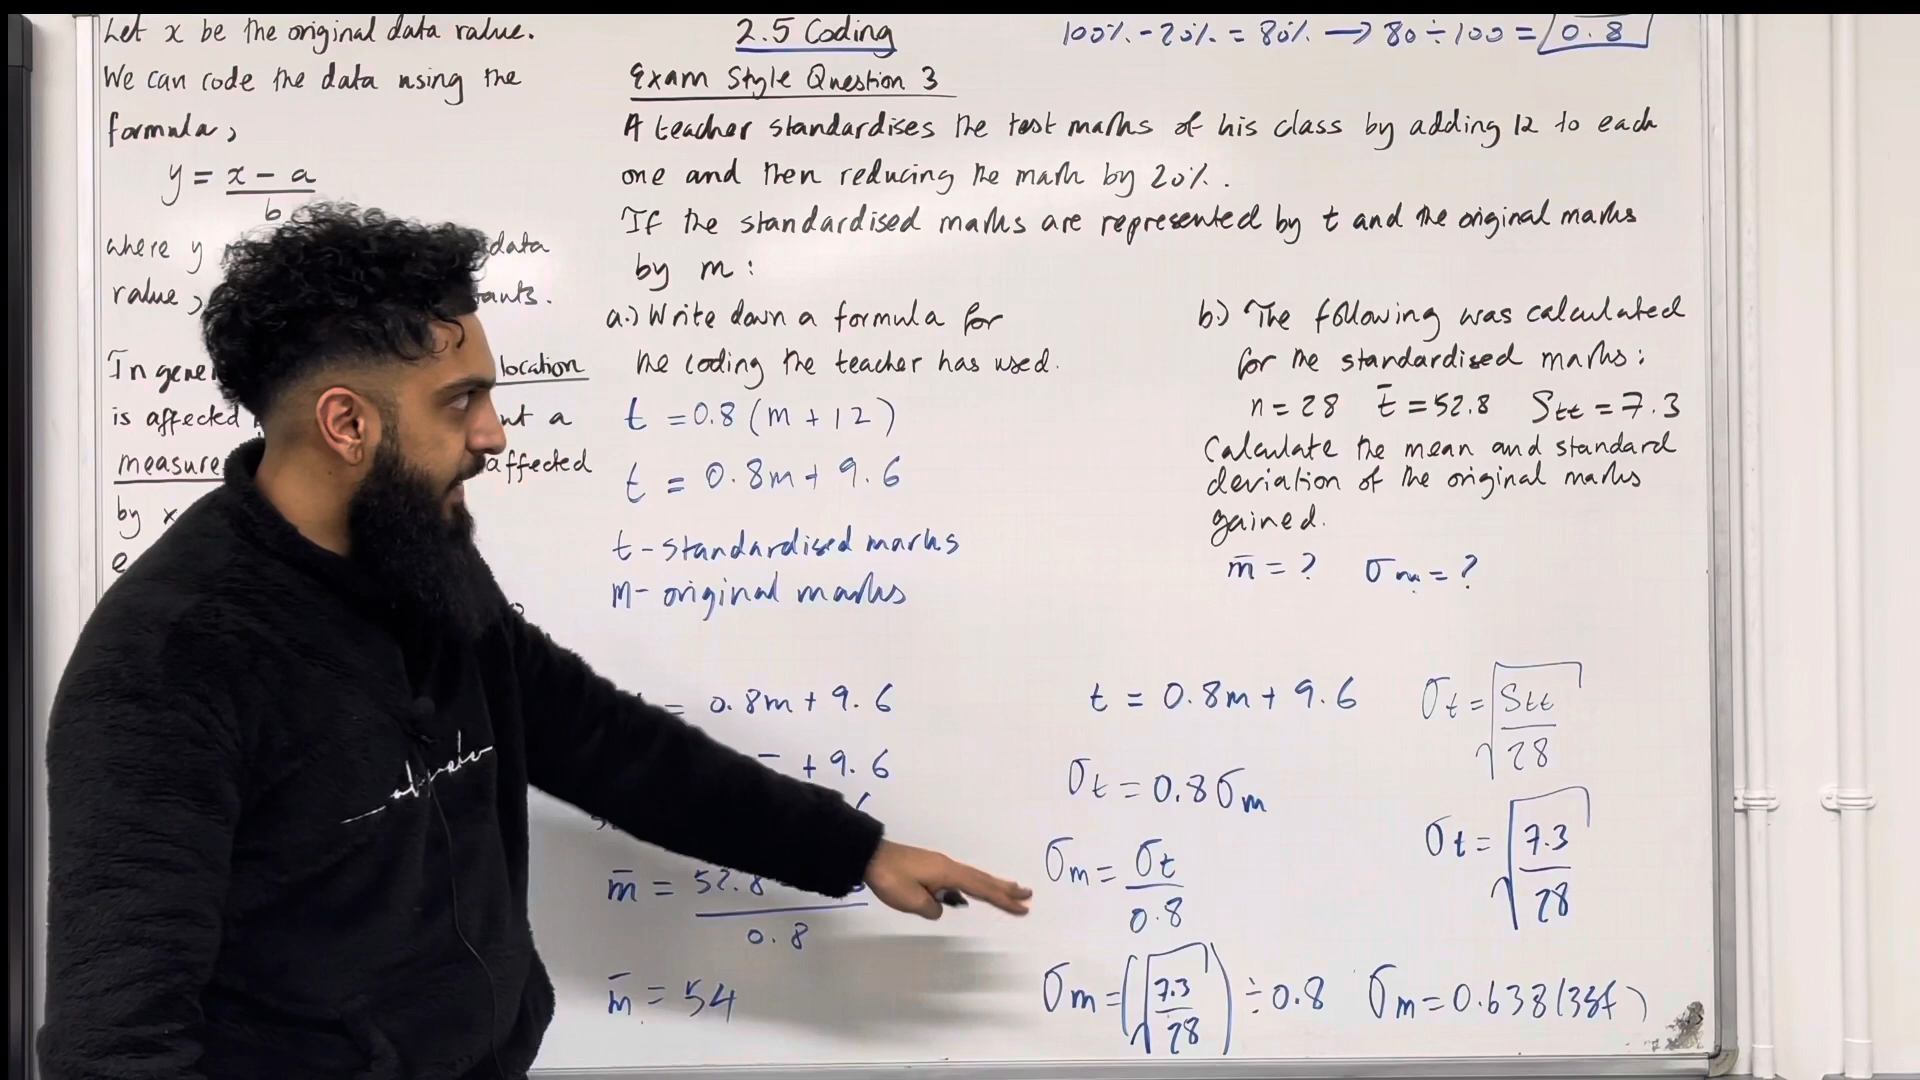 Let x be the original data value.
We can code the data using the
formula,
y = x - a
b
where y data
value,
In gene location
is affected a
measure affected
by x
2.5 Coding
100% - 20% = 80% → 80 ÷ 100 = 0.8
Exam Style Question 3
A teacher standardises the test marks of his class by adding 12 to each
one and then reducing the mark by 20%.
If the standardised marks are represented by t and the original marks
by m:
a.) Write down a formula for
the coding the teacher has used.
t = 0.8 (m + 12)
t = 0.8m + 9.6
t - standardised marks
m - original marks
= 0.8m + 9.6
+ 9.6
m̄ = 52.8
0.8
m̄ = 54
b.) The following was calculated
for the standardised marks:
n = 28 t̄ = 52.8 Stt = 7.3
Calculate the mean and standard
deviation of the original marks
gained.
m̄ = ? σm = ?
t = 0.8m + 9.6
σt = 0.8σm
σm = σt
0.8
σm = (√7.3/28) ÷ 0.8
σt = √Stt/28
σt = √7.3/28
σm = 0.638 (3sf)